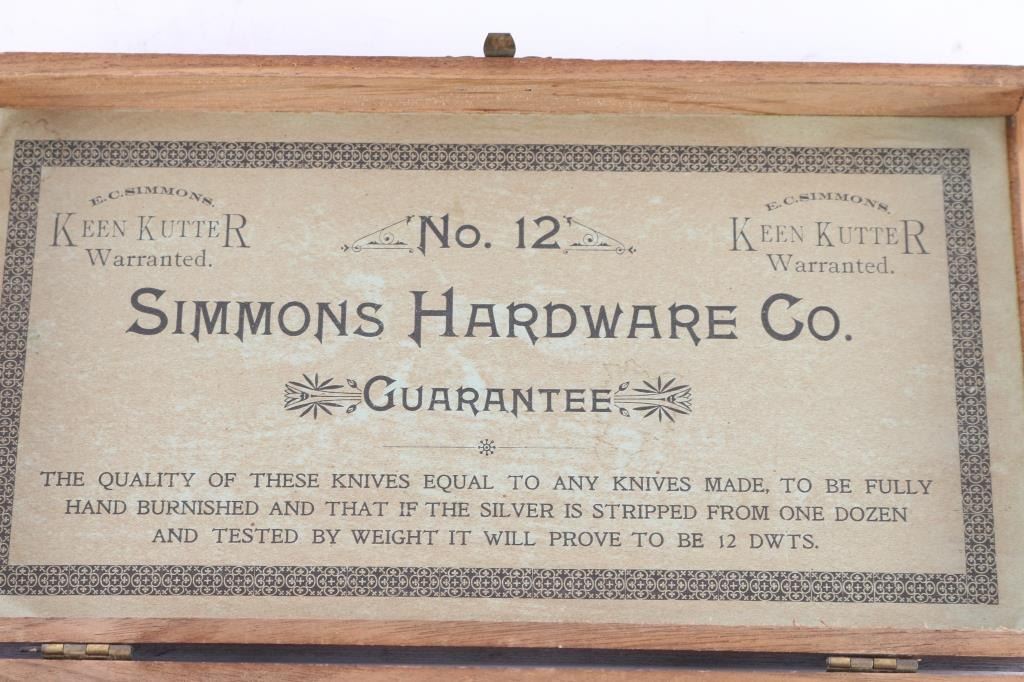 E.C. SIMMONS.
KEEN KUTTER
Warranted.
No. 12
E.C. SIMMONS.
KEEN KUTTER
Warranted.
SIMMONS HARDWARE CO.
GUARANTEE
THE QUALITY OF THESE KNIVES EQUAL TO ANY KNIVES MADE, TO BE FULLY
HAND BURNISHED AND THAT IF THE SILVER IS STRIPPED FROM ONE DOZEN
AND TESTED BY WEIGHT IT WILL PROVE TO BE 12 DWTS.